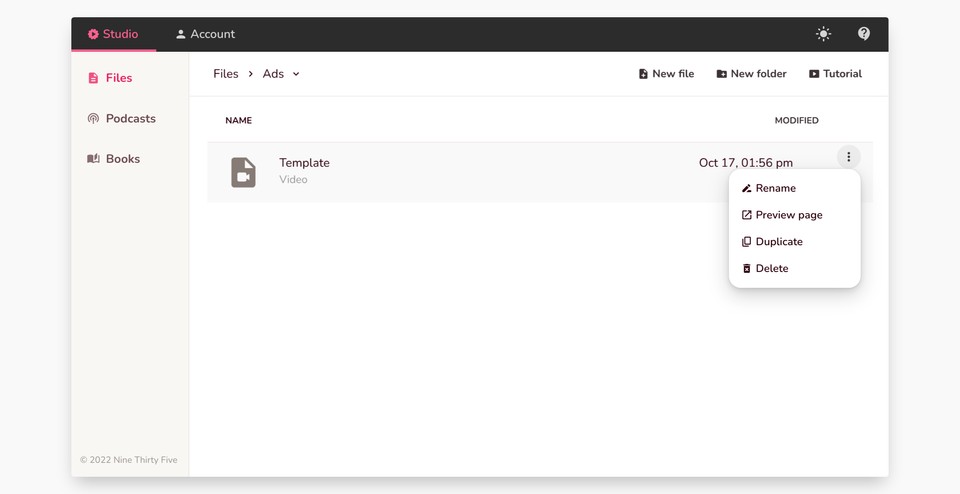 Studio
Account
Files
Podcasts
Books
Files Ads
New file
New folder
Tutorial
NAME
MODIFIED
Template
Video
Oct 17, 01:56 pm
Rename
Preview page
Duplicate
Delete
© 2022 Nine Thirty Five